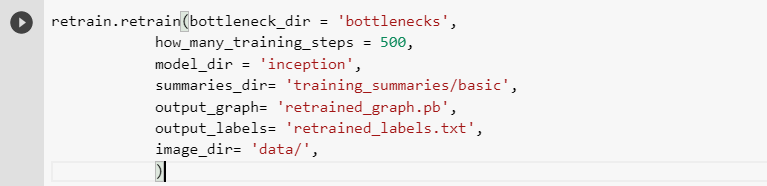 retrain.retrain(bottleneck_dir = 'bottlenecks',
how_many_training_steps = 500,
model_dir = 'inception',
summaries_dir= 'training_summaries/basic',
output_graph= 'retrained_graph.pb',
output_labels= 'retrained_labels.txt',
image_dir= 'data/',
)